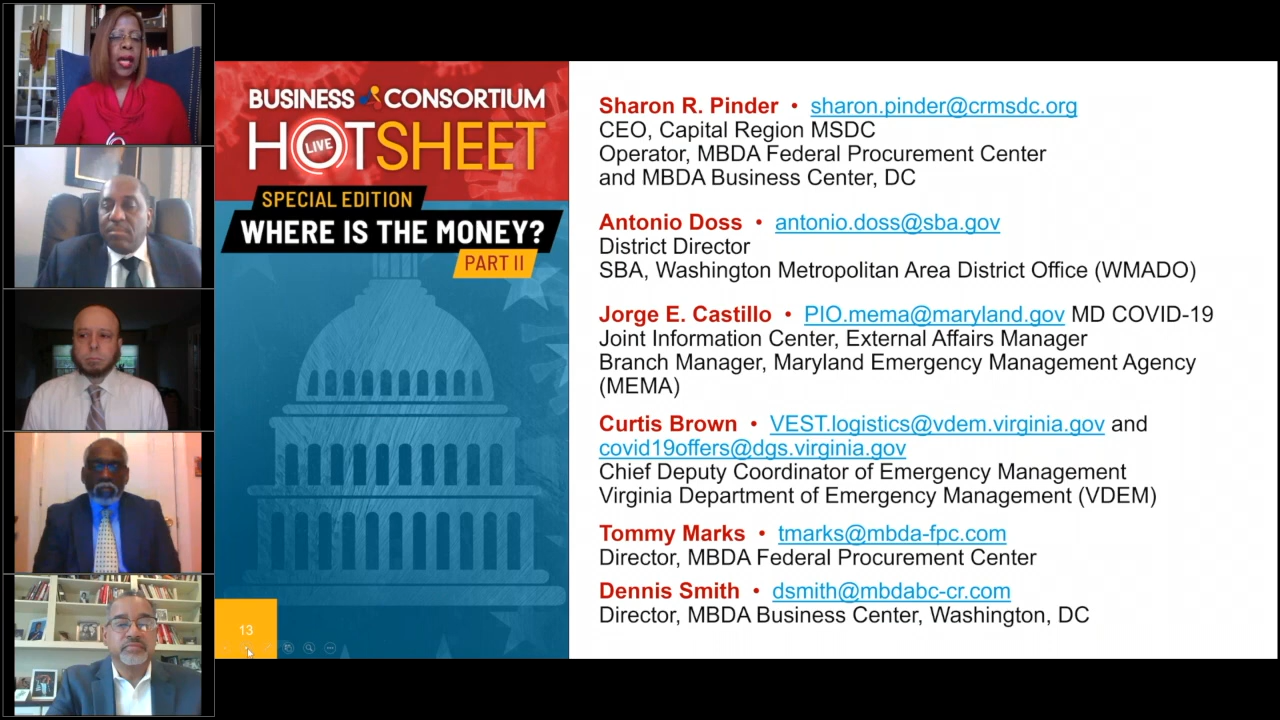 BUSINESS CONSORTIUM
HOTSHEET
LIVE
SPECIAL EDITION
WHERE IS THE MONEY?
PART II
13
Sharon R. Pinder • sharon.pinder@crmsdc.org
CEO, Capital Region MSDC
Operator, MBDA Federal Procurement Center
and MBDA Business Center, DC
Antonio Doss • antonio.doss@sba.gov
District Director
SBA, Washington Metropolitan Area District Office (WMADO)
Jorge E. Castillo • PIO.mema@maryland.gov MD COVID-19
Joint Information Center, External Affairs Manager
Branch Manager, Maryland Emergency Management Agency
(MEMA)
Curtis Brown • VEST.logistics@vdem.virginia.gov and
covid19offers@dgs.virginia.gov
Chief Deputy Coordinator of Emergency Management
Virginia Department of Emergency Management (VDEM)
Tommy Marks • tmarks@mbda-fpc.com
Director, MBDA Federal Procurement Center
Dennis Smith • dsmith@mbdabc-cr.com
Director, MBDA Business Center, Washington, DC